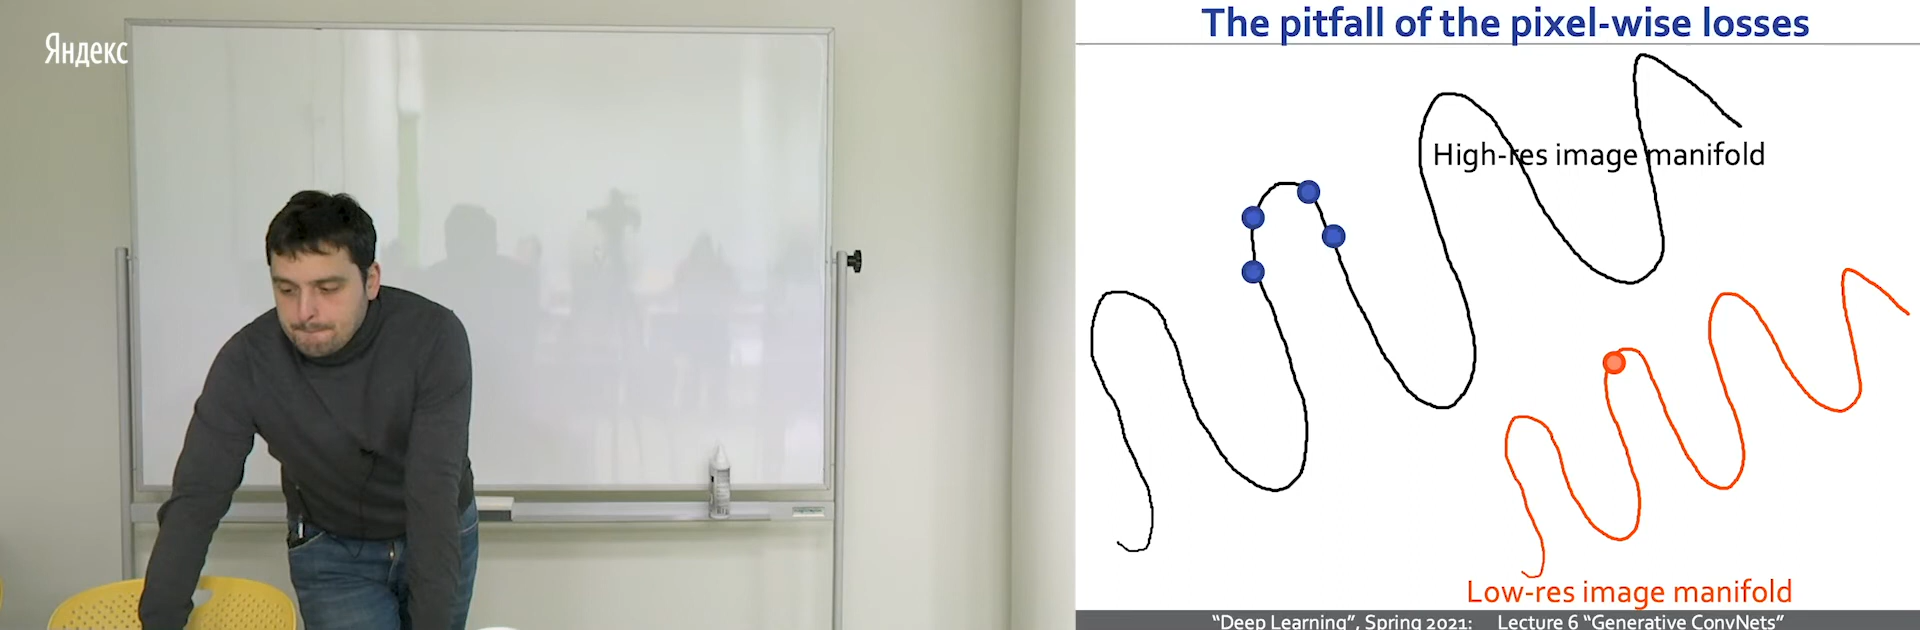 Яндекс
The pitfall of the pixel-wise losses
High-res image manifold
Low-res image manifold
“Deep Learning”, Spring 2021: Lecture 6 “Generative ConvNets”